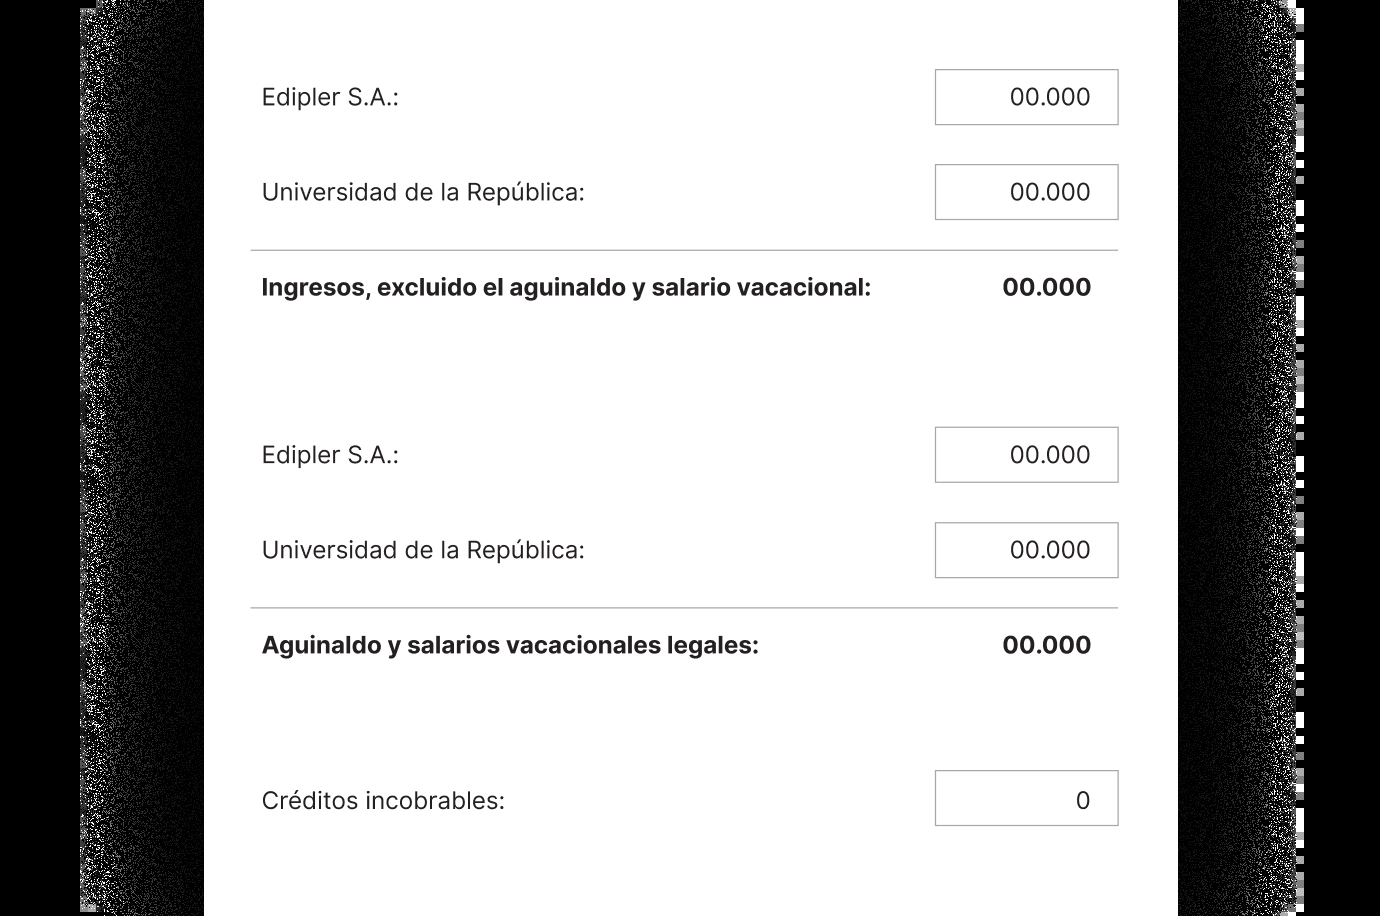 Edipler S.A.: 00.000
Universidad de la República: 00.000
Ingresos, excluido el aguinaldo y salario vacacional: 00.000
Edipler S.A.: 00.000
Universidad de la República: 00.000
Aguinaldo y salarios vacacionales legales: 00.000
Créditos incobrables: 0